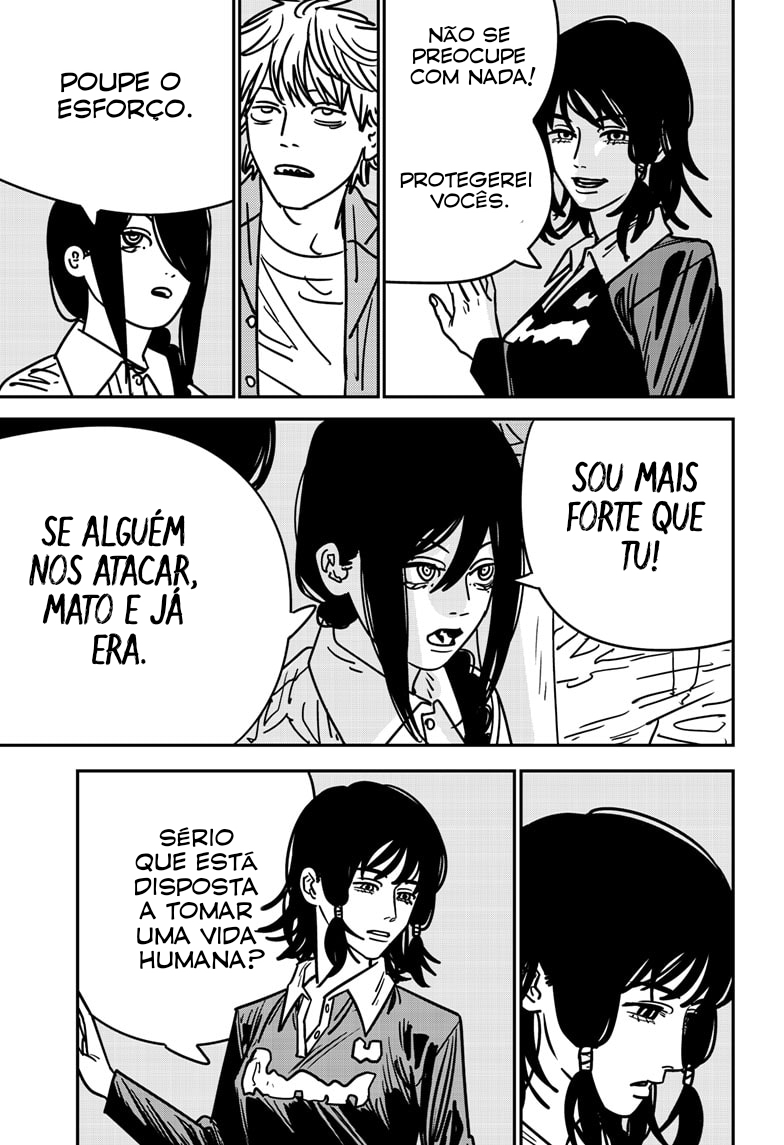 NÃO SE
PREOCUPE
COM NADA!
PROTEGEREI
VOCÊS.
POUPE O
ESFORÇO.
SOU MAIS
FORTE QUE
TU!
SE ALGUÉM
NOS ATACAR,
MATO E JÁ
ERA.
SÉRIO
QUE ESTÁ
DISPOSTA
A TOMAR
UMA VIDA
HUMANA?